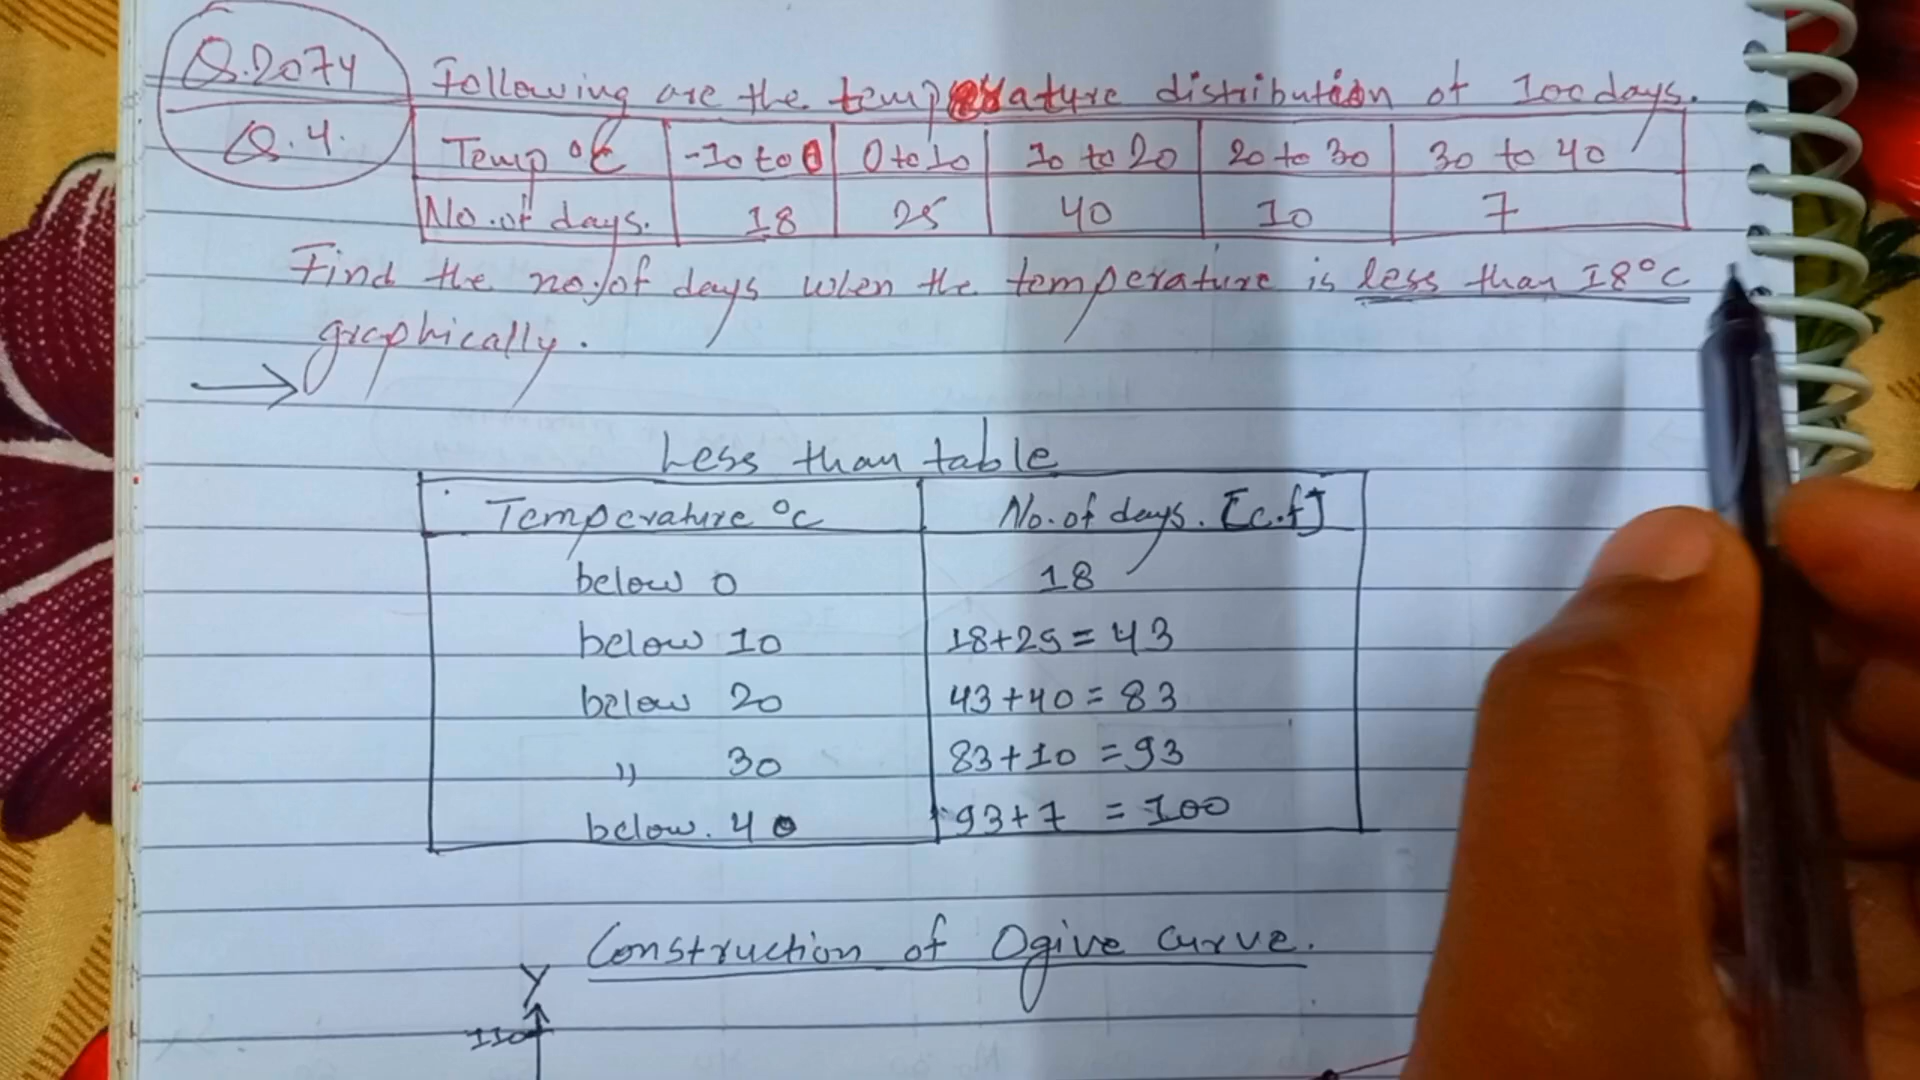 Q.2074
Q.4.
Following are the temperature distribution of 100 days.
Temp °C -10 to 0 0 to 10 10 to 20 20 to 30 30 to 40
No. of days. 18 25 40 10 7
Find the no. of days when the temperature is less than 18°C
graphically.
Less than table
Temperature °C No. of days. [c.f]
below 0 18
below 10 18+25 = 43
below 20 43+40 = 83
" 30 83+10 = 93
below. 40 93+7 = 100
Construction of Ogive curve.
Y
110